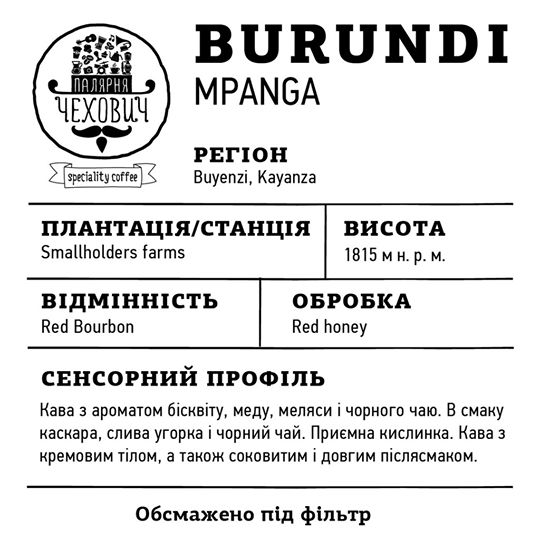 BURUNDI
MPANGA
ПАЛЯРНЯ
ЧЕХОВИЧ
speciality coffee
РЕГІОН
Buyenzi, Kayanza
ПЛАНТАЦІЯ/СТАНЦІЯ
Smallholders farms
ВИСОТА
1815 м н. р. м.
ВІДМІННІСТЬ
Red Bourbon
ОБРОБКА
Red honey
СЕНСОРНИЙ ПРОФІЛЬ
Кава з ароматом бісквіту, меду, меляси і чорного чаю. В смаку
каскара, слива угорка і чорний чай. Приємна кислинка. Кава з
кремовим тілом, а також соковитим і довгим післясмаком.
Обсмажено під фільтр